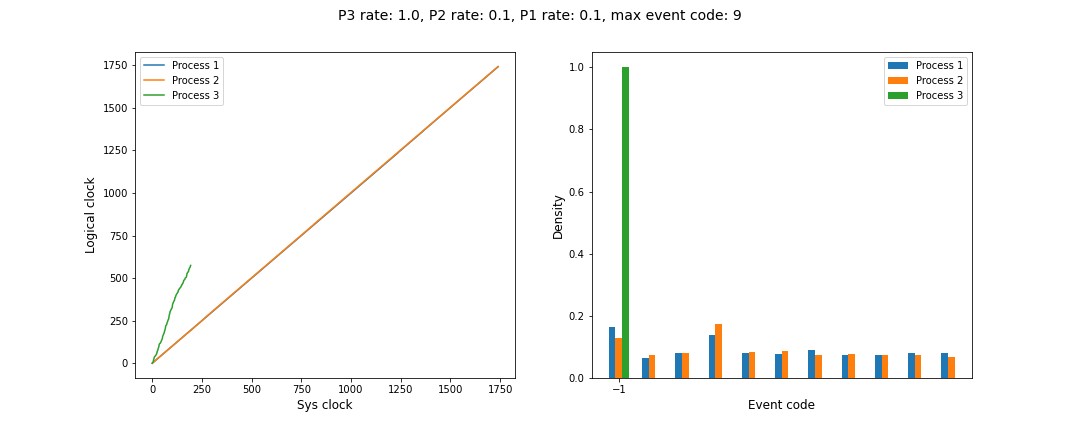 P3 rate: 1.0, P2 rate: 0.1, P1 rate: 0.1, max event code: 9
Process 1
Process 2
Process 3
1750
1500
1250
1000
750
500
250
0
Logical clock
0 250 500 750 1000 1250 1500 1750
Sys clock
Process 1
Process 2
Process 3
1.0
0.8
0.6
0.4
0.2
0.0
Density
−1
Event code